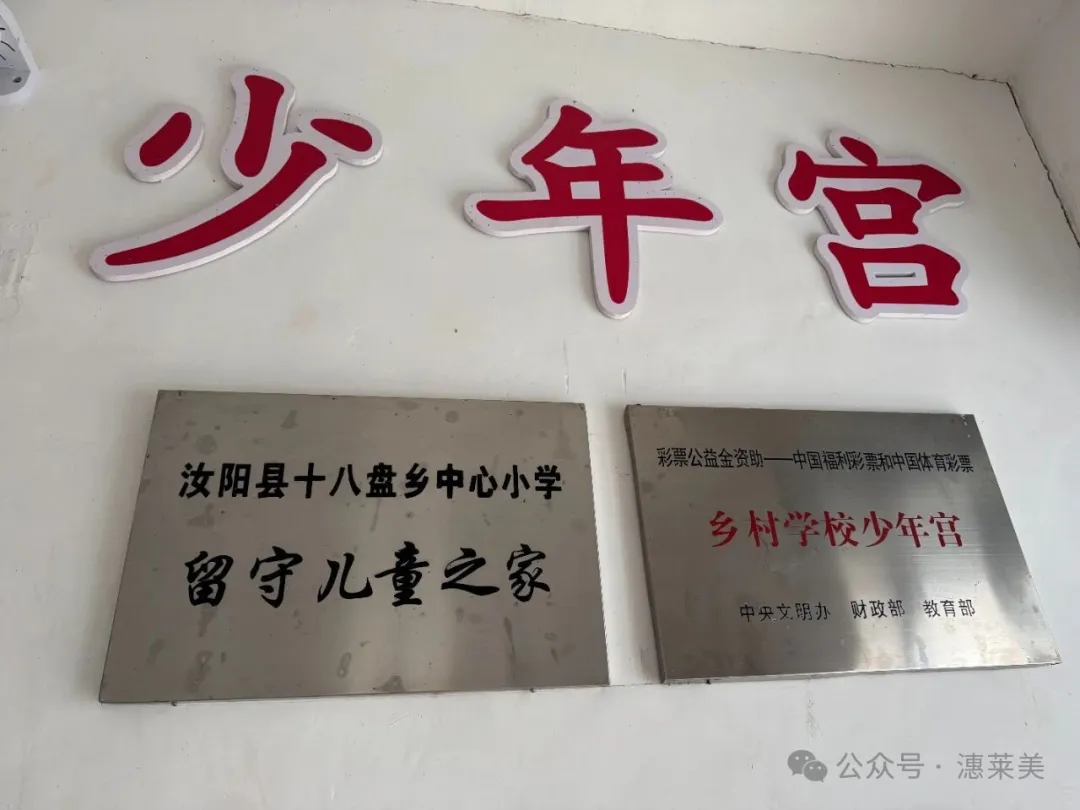 少年宫
汝阳县十八盘乡中心小学
留守儿童之家
彩票公益金资助——中国福利彩票和中国体育彩票
乡村学校少年宫
中央文明办 财政部 教育部
公众号·漶莱美